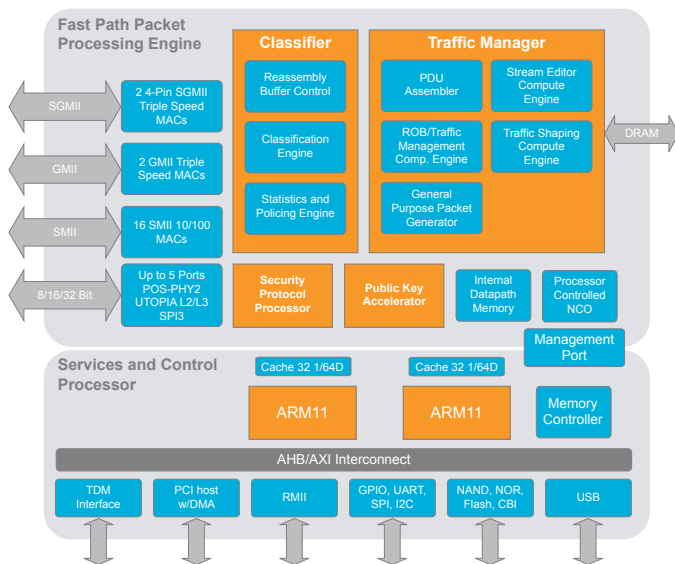 Fast Path Packet
Processing Engine
Classifier
Traffic Manager
Reassembly
Buffer Control
Classification
Engine
Statistics and
Policing Engine
PDU
Assembler
Stream Editor
Compute
Engine
ROB/Traffic
Management
Comp. Engine
Traffic Shaping
Compute
Engine
General
Purpose Packet
Generator
SGMII
2 4-Pin SGMII
Triple Speed
MACs
GMII
2 GMII Triple
Speed MACs
SMII
16 SMII 10/100
MACs
8/16/32 Bit
Up to 5 Ports
POS-PHY2
UTOPIA L2/L3
SPI3
DRAM
Security
Protocol
Processor
Public Key
Accelerator
Internal
Datapath
Memory
Processor
Controlled
NCO
Management
Port
Services and Control
Processor
Cache 32 1/64D
Cache 32 1/64D
ARM11
ARM11
Memory
Controller
AHB/AXI Interconnect
TDM
Interface
PCI host
w/DMA
RMII
GPIO, UART,
SPI, I2C
NAND, NOR,
Flash, CBI
USB